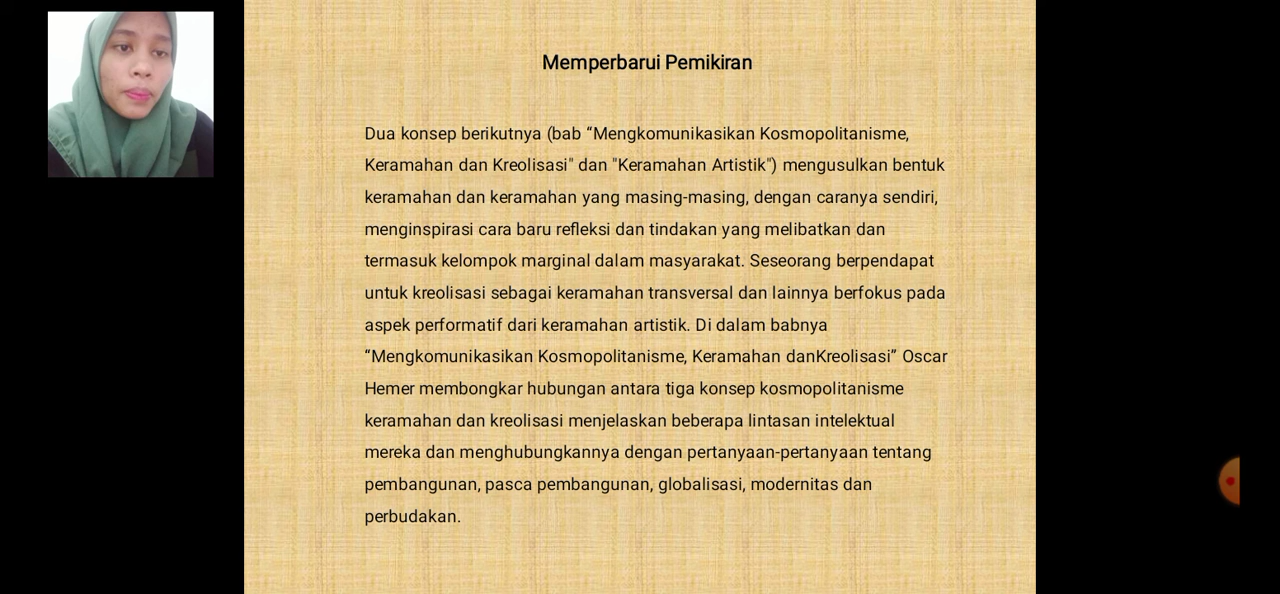 Memperbarui Pemikiran
Dua konsep berikutnya (bab “Mengkomunikasikan Kosmopolitanisme,
Keramahan dan Kreolisasi" dan "Keramahan Artistik") mengusulkan bentuk
keramahan dan keramahan yang masing-masing, dengan caranya sendiri,
menginspirasi cara baru refleksi dan tindakan yang melibatkan dan
termasuk kelompok marginal dalam masyarakat. Seseorang berpendapat
untuk kreolisasi sebagai keramahan transversal dan lainnya berfokus pada
aspek performatif dari keramahan artistik. Di dalam babnya
“Mengkomunikasikan Kosmopolitanisme, Keramahan danKreolisasi” Oscar
Hemer membongkar hubungan antara tiga konsep kosmopolitanisme
keramahan dan kreolisasi menjelaskan beberapa lintasan intelektual
mereka dan menghubungkannya dengan pertanyaan-pertanyaan tentang
pembangunan, pasca pembangunan, globalisasi, modernitas dan
perbudakan.